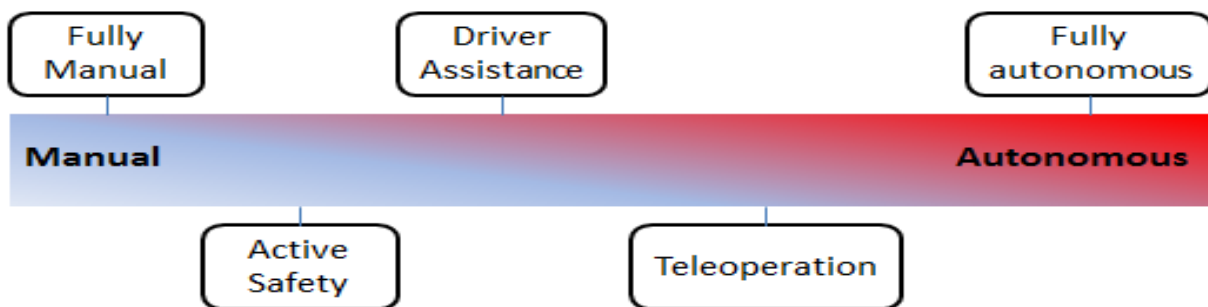 Fully
Manual
Driver
Assistance
Fully
autonomous
Manual
Autonomous
Active
Safety
Teleoperation